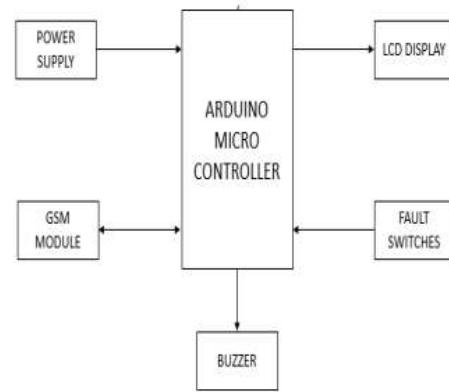 POWER
SUPPLY
LCD DISPLAY
ARDUINO
MICRO
CONTROLLER
GSM
MODULE
FAULT
SWITCHES
BUZZER